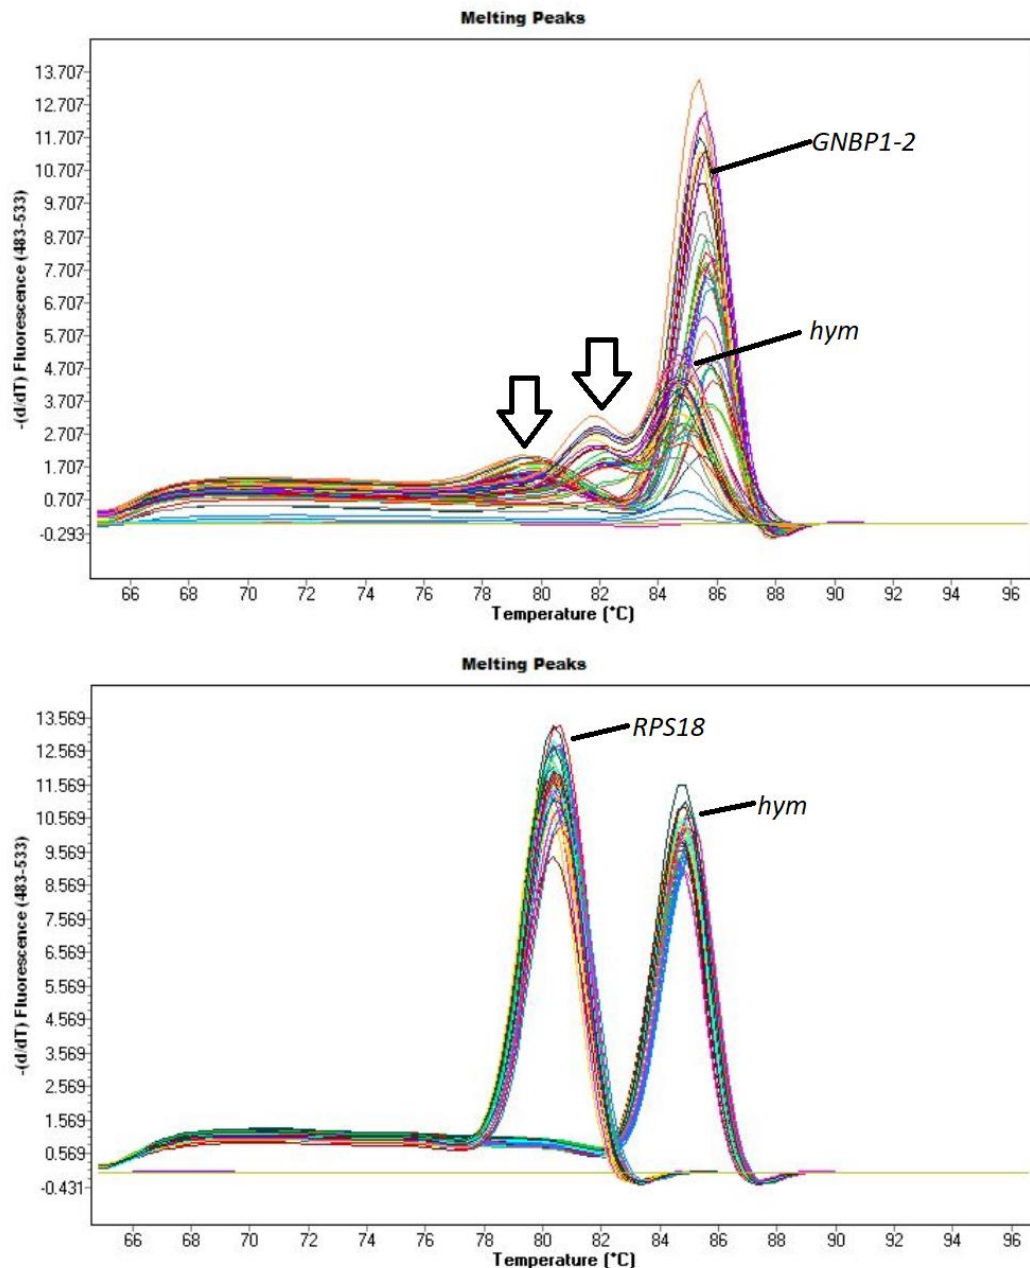 Melting Peaks
13.707
12.707
11.707
10.707
9.707
8.707
7.707
6.707
5.707
4.707
3.707
2.707
1.707
0.707
-0.293
-(d/dT) Fluorescence (483-533)
GNBP1-2
hym
66 68 70 72 74 76 78 80 82 84 86 88 90 92 94 96
Temperature (°C)
Melting Peaks
13.569
12.569
11.569
10.569
9.569
8.569
7.569
6.569
5.569
4.569
3.569
2.569
1.569
0.569
-0.431
-(d/dT) Fluorescence (483-533)
RPS18
hym
66 68 70 72 74 76 78 80 82 84 86 88 90 92 94 96
Temperature (°C)